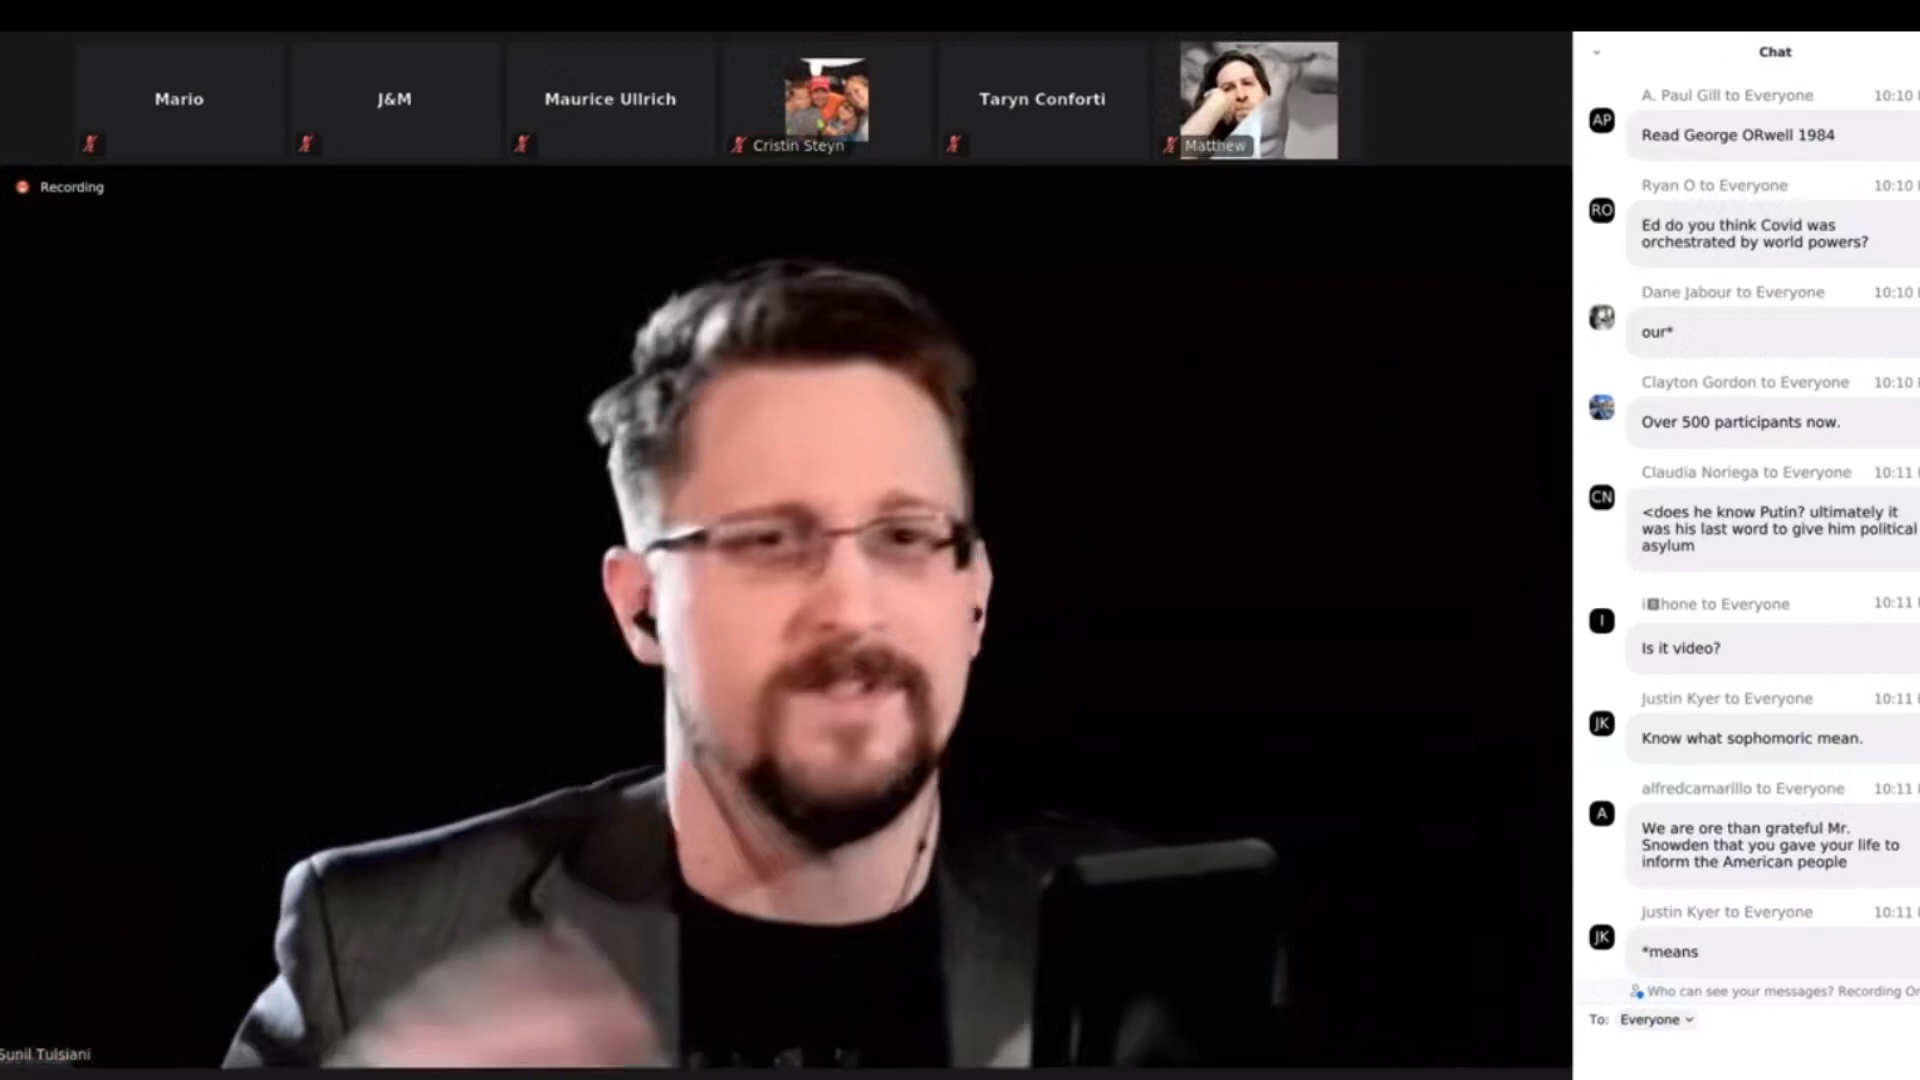 Mario
J&M
Maurice Ullrich
Cristin Steyn
Taryn Conforti
Matthew
Recording
Sunil Tulsiani
Chat
A. Paul Gill to Everyone 10:10
AP
Read George ORwell 1984
Ryan O to Everyone 10:10
RO
Ed do you think Covid was
orchestrated by world powers?
Dane Jabour to Everyone 10:10
our*
Clayton Gordon to Everyone 10:10
Over 500 participants now.
Claudia Noriega to Everyone 10:11
CN
<does he know Putin? ultimately it
was his last word to give him political
asylum
hone to Everyone 10:11
I
Is it video?
Justin Kyer to Everyone 10:11
JK
Know what sophomoric mean.
alfredcamarillo to Everyone 10:11
A
We are ore than grateful Mr.
Snowden that you gave your life to
inform the American people
Justin Kyer to Everyone 10:11
JK
*means
Who can see your messages? Recording
To: Everyone